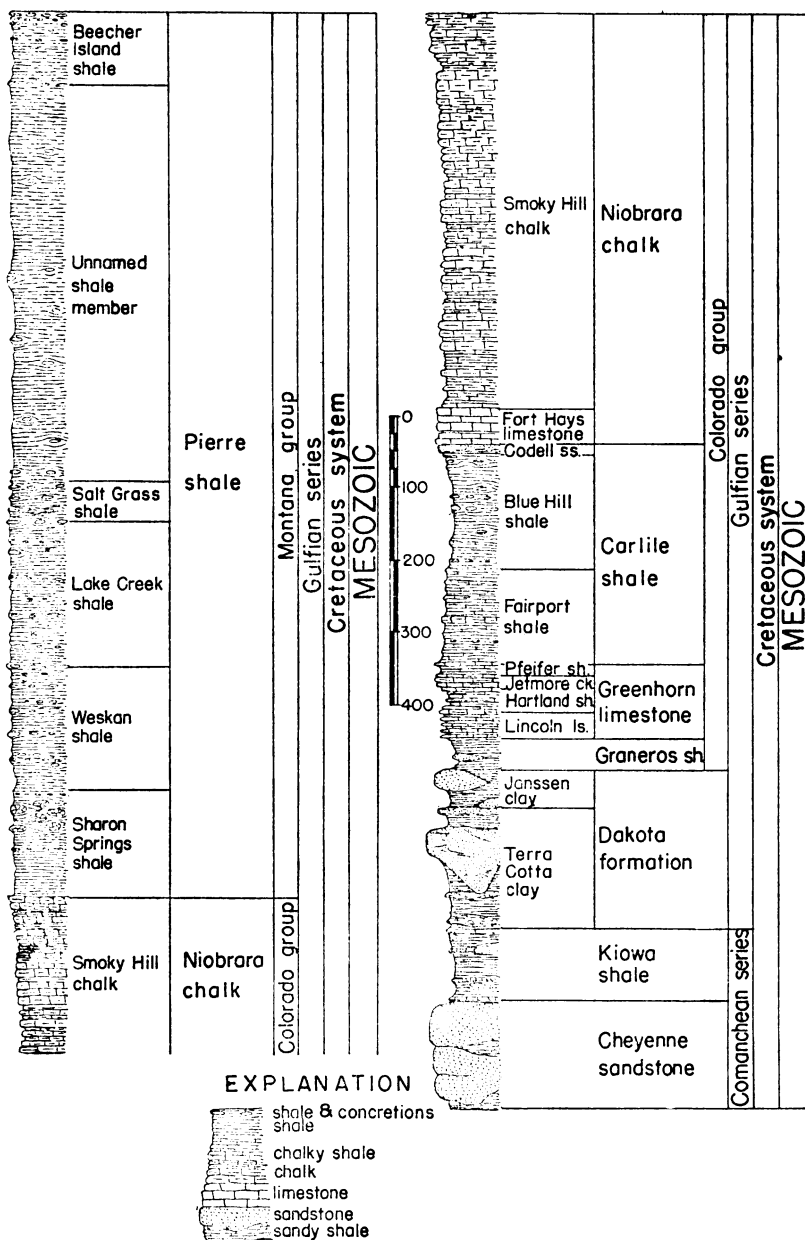 Beecher
Island
shale
Unnamed
shale
member
Salt Grass
shale
Lake Creek
shale
Weskan
shale
Sharon
Springs
shale
Smoky Hill
chalk
Pierre
shale
Niobrara
chalk
Montana group
Colorado group
Gulfian series
Cretaceous system
MESOZOIC
0
100
200
300
400
Smoky Hill
chalk
Fort Hays
limestone
Codell ss.
Blue Hill
shale
Fairport
shale
Pfeifer sh.
Jetmore ck.
Hartland sh.
Lincoln ls.
Janssen
clay
Terra
Cotta
clay
Niobrara
chalk
Carlile
shale
Greenhorn
limestone
Graneros sh.
Dakota
formation
Kiowa
shale
Cheyenne
sandstone
Colorado group
Gulfian series
Comanchean series
Cretaceous system
MESOZOIC
EXPLANATION
shale & concretions
shale
chalky shale
chalk
limestone
sandstone
sandy shale